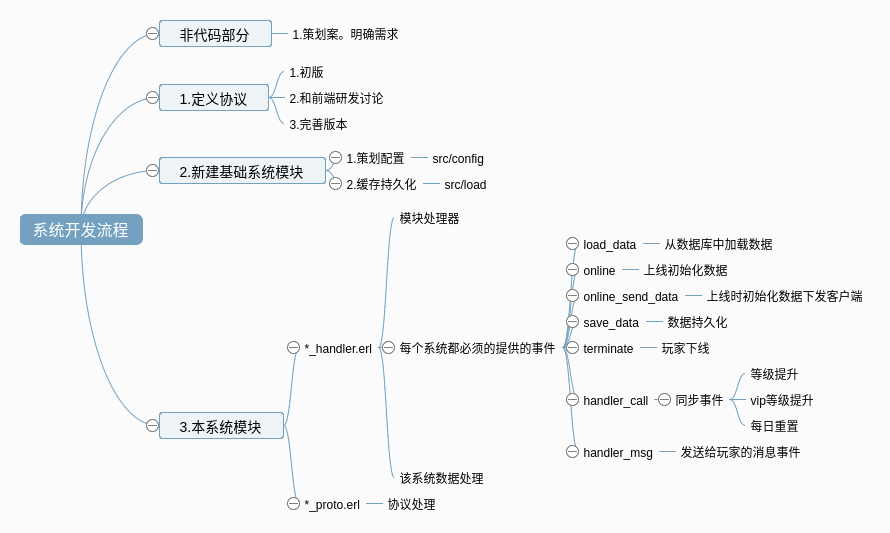 系统开发流程
非代码部分
1.策划案。明确需求
1.定义协议
1.初版
2.和前端研发讨论
3.完善版本
2.新建基础系统模块
1.策划配置
src/config
2.缓存持久化
src/load
3.本系统模块
*_handler.erl
模块处理器
每个系统都必须的提供的事件
load_data
从数据库中加载数据
online
上线初始化数据
online_send_data
上线时初始化数据下发客户端
save_data
数据持久化
terminate
玩家下线
handler_call
同步事件
等级提升
vip等级提升
每日重置
handler_msg
发送给玩家的消息事件
该系统数据处理
*_proto.erl
协议处理